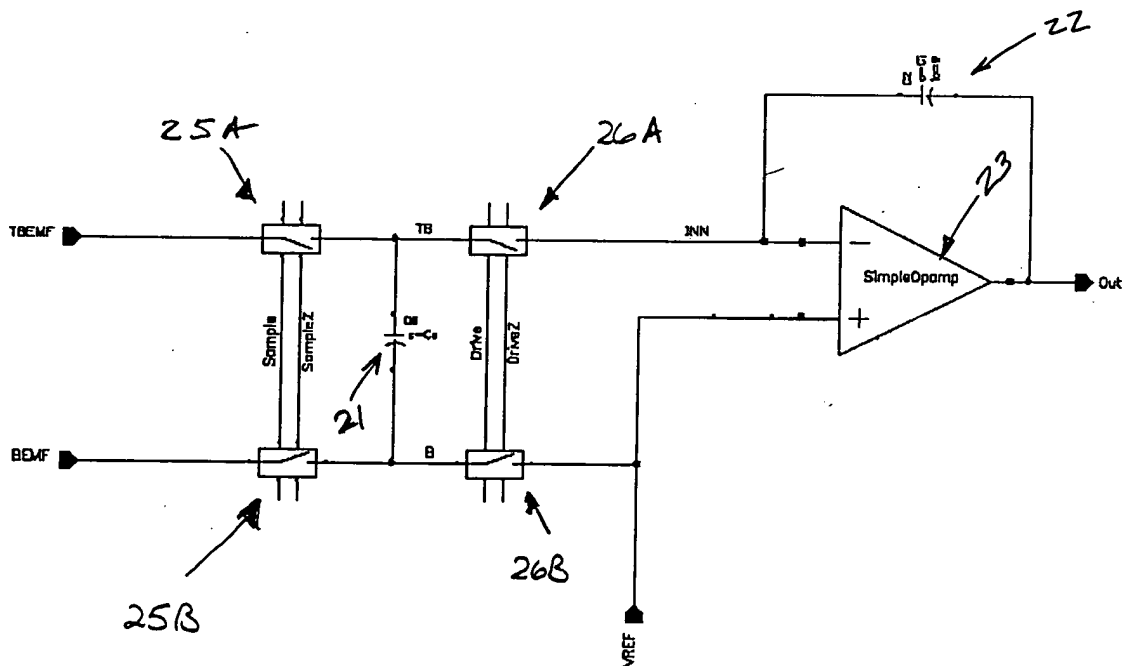 22
25A
26A
23
TBEMF
TB
INN
SimpleOpamp
Out
Sample
SampleZ
Drive
DriveZ
21
BEMF
B
25B
26B
VREF